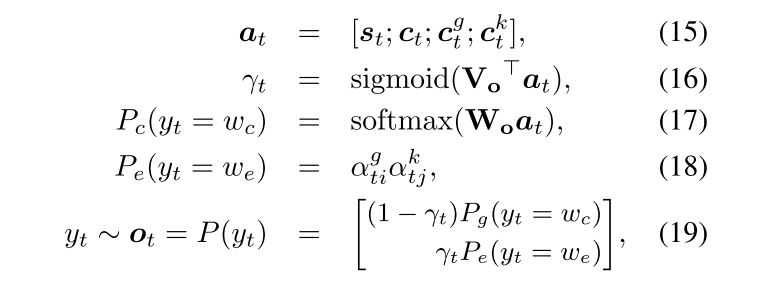 a_t = [s_t; c_t; c_t^g; c_t^k], (15)
γ_t = sigmoid(V_o^⊤ a_t), (16)
P_c(y_t = w_c) = softmax(W_o a_t), (17)
P_e(y_t = w_e) = α_{ti}^g α_{tj}^k, (18)
y_t ∼ o_t = P(y_t) = [(1 − γ_t)P_g(y_t = w_c)
γ_t P_e(y_t = w_e)], (19)